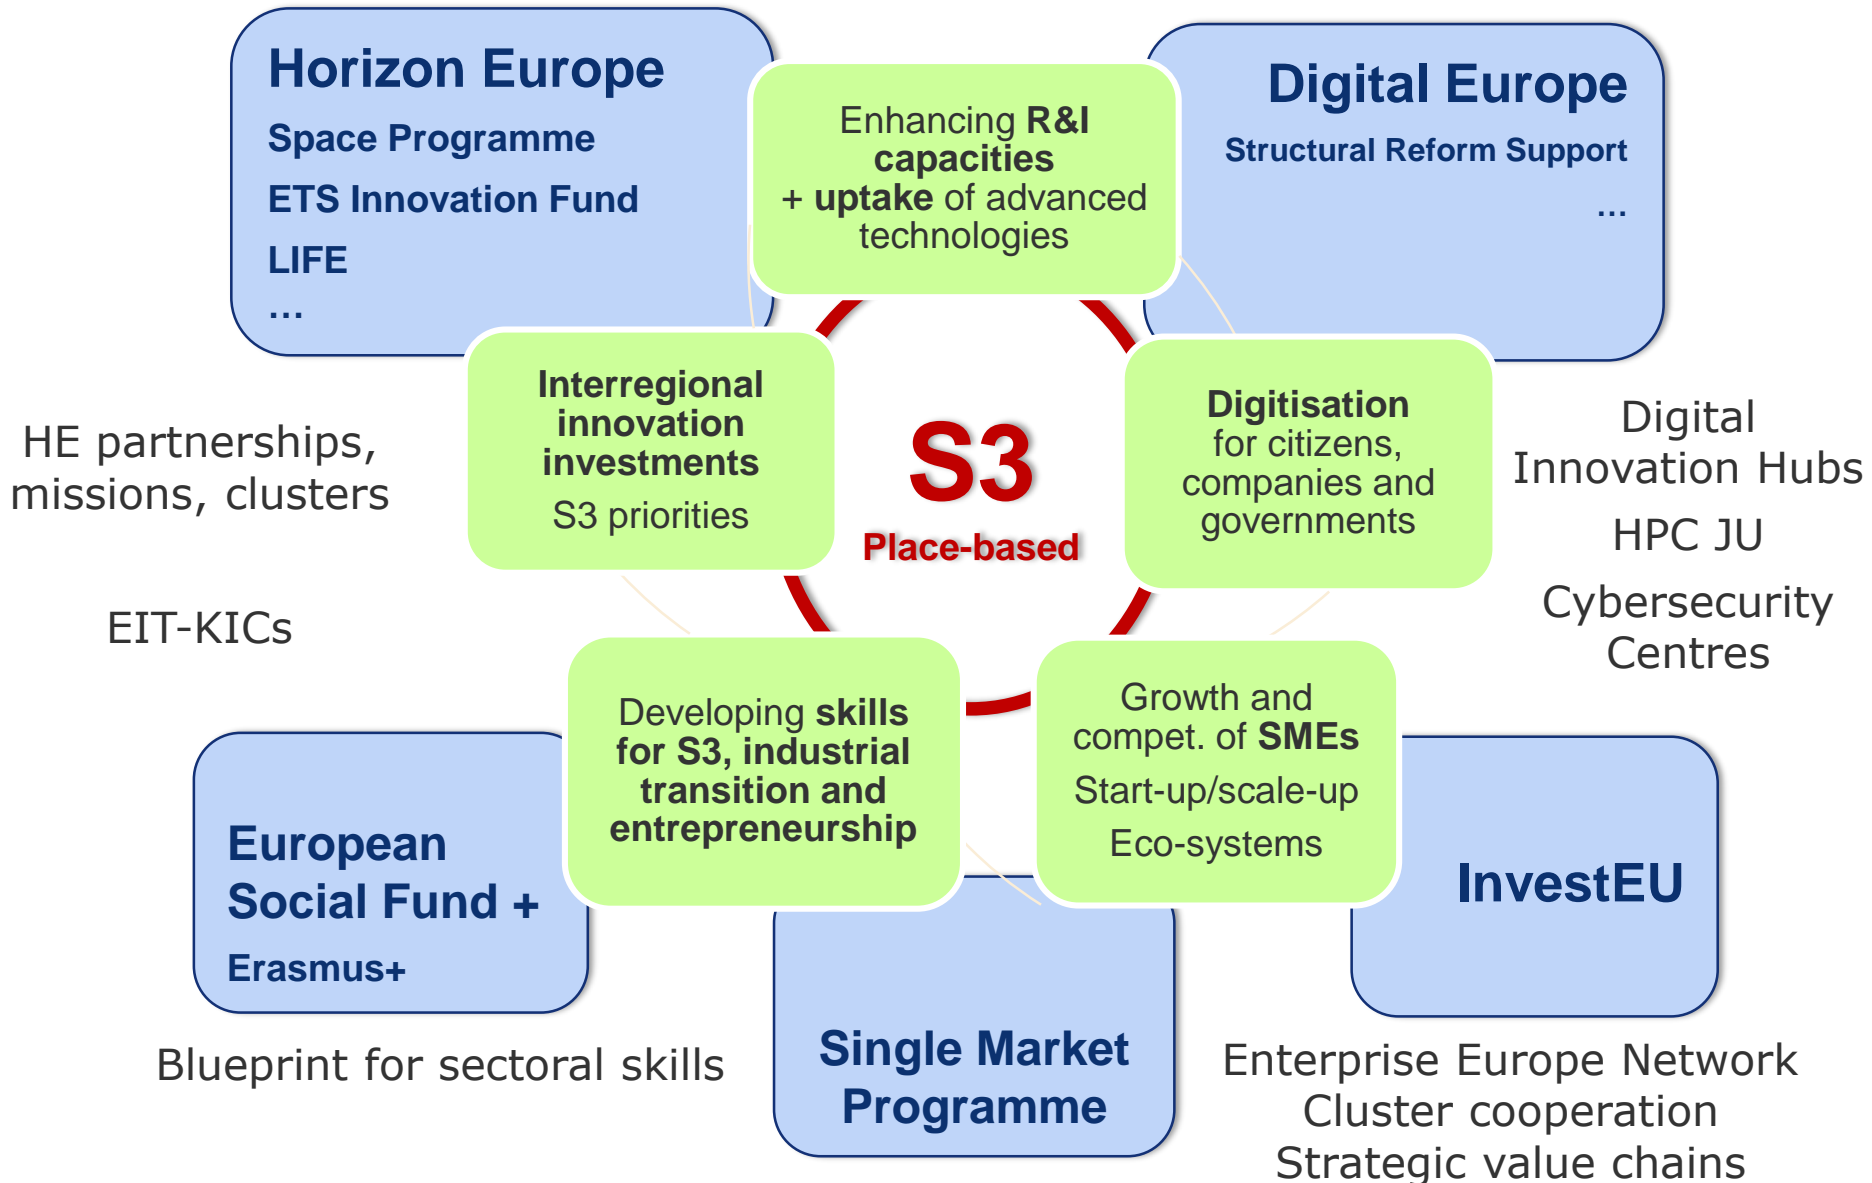 Horizon Europe
Space Programme
ETS Innovation Fund
LIFE
...
Enhancing R&I
capacities
+ uptake of advanced
technologies
Digital Europe
Structural Reform Support
...
Interregional
innovation
investments
S3 priorities
S3
Place-based
Digitisation
for citizens,
companies and
governments
HE partnerships,
missions, clusters
EIT-KICs
Digital
Innovation Hubs
HPC JU
Cybersecurity
Centres
Developing skills
for S3, industrial
transition and
entrepreneurship
Growth and
compet. of SMEs
Start-up/scale-up
Eco-systems
European
Social Fund +
Erasmus+
Single Market
Programme
InvestEU
Blueprint for sectoral skills
Enterprise Europe Network
Cluster cooperation
Strategic value chains